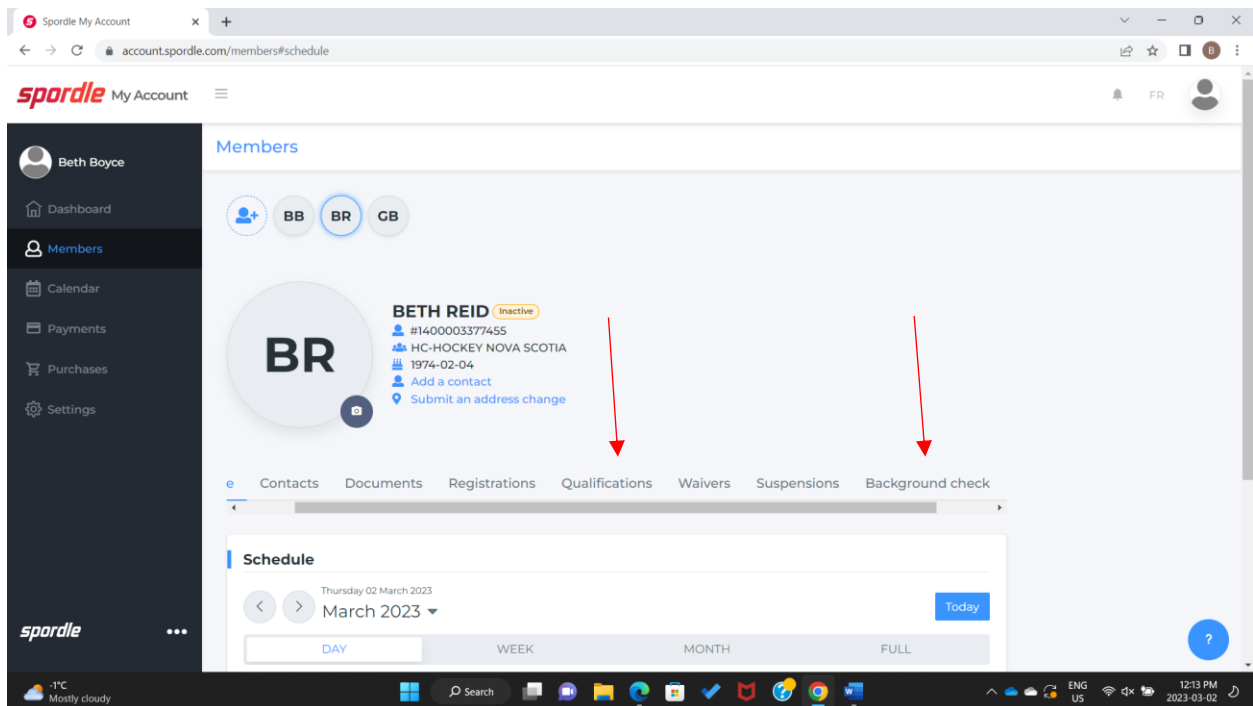 Spordle My Account
account.spordle.com/members#schedule
B
spordle My Account
FR
Beth Boyce
Dashboard
Members
Calendar
Payments
Purchases
Settings
spordle
Members
BB BR GB
BR
BETH REID Inactive
#1400003377455
HC-HOCKEY NOVA SCOTIA
1974-02-04
Add a contact
Submit an address change
e Contacts Documents Registrations Qualifications Waivers Suspensions Background check
Schedule
Thursday 02 March 2023
March 2023
Today
DAY WEEK MONTH FULL
?
-1°C
Mostly cloudy
Search
ENG
US
12:13 PM
2023-03-02